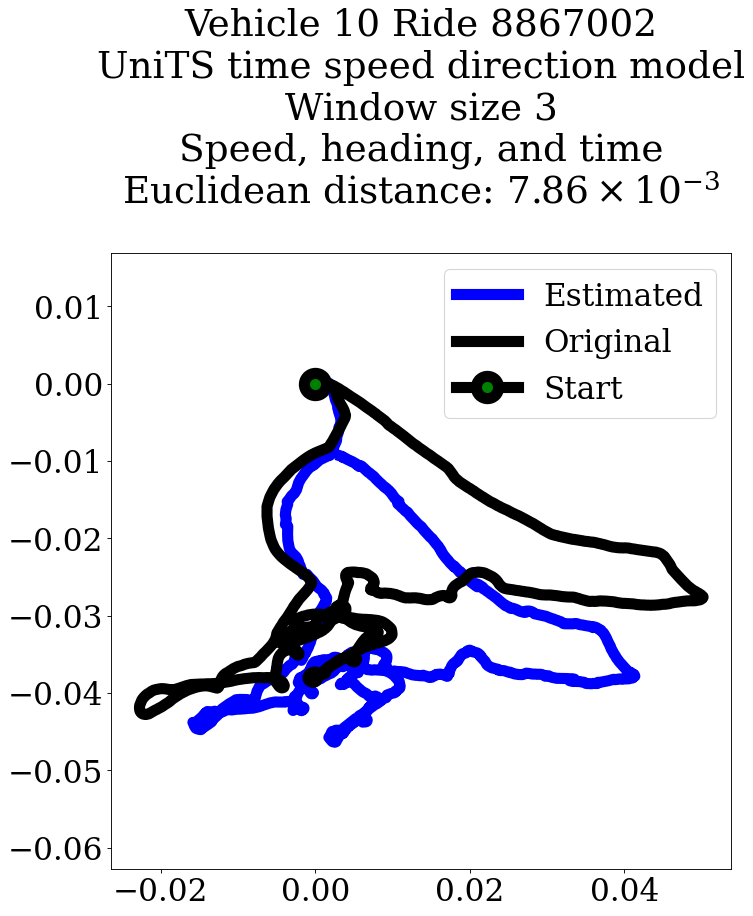 Vehicle 10 Ride 8867002
UniTS time speed direction model
Window size 3
Speed, heading, and time
Euclidean distance: 7.86 × 10⁻³
Estimated
Original
Start
0.01
0.00
−0.01
−0.02
−0.03
−0.04
−0.05
−0.06
−0.02 0.00 0.02 0.04